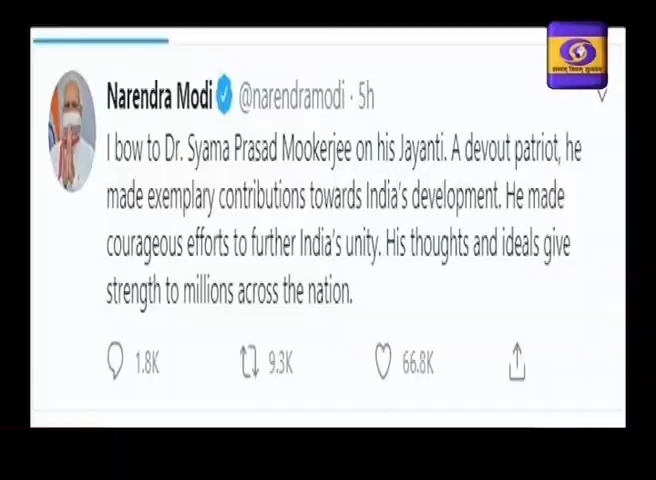 Narendra Modi @narendramodi · 5h
I bow to Dr. Syama Prasad Mookerjee on his Jayanti. A devout patriot, he
made exemplary contributions towards India's development. He made
courageous efforts to further India's unity. His thoughts and ideals give
strength to millions across the nation.
1.8K 9.3K 66.8K